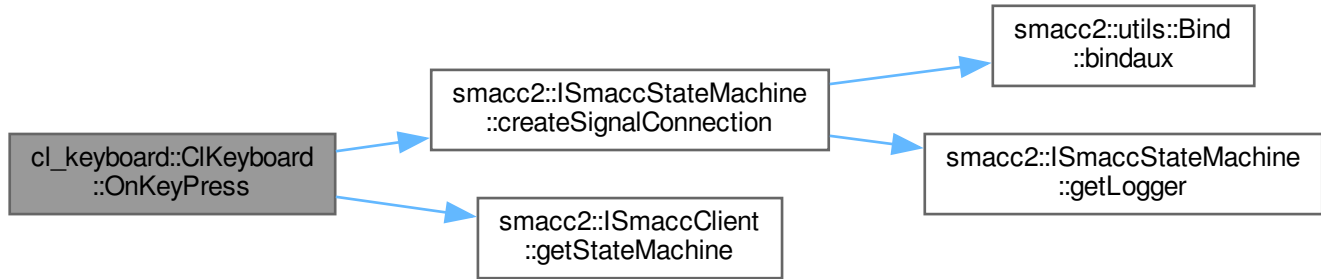 smacc2::utils::Bind
::bindaux
smacc2::ISmaccStateMachine
::createSignalConnection
cl_keyboard::ClKeyboard
::OnKeyPress
smacc2::ISmaccStateMachine
::getLogger
smacc2::ISmaccClient
::getStateMachine